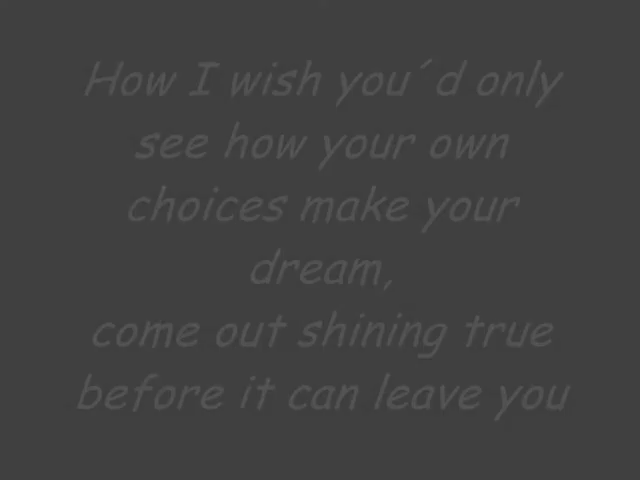 How I wish you´d only
see how your own
choices make your
dream,
come out shining true
before it can leave you